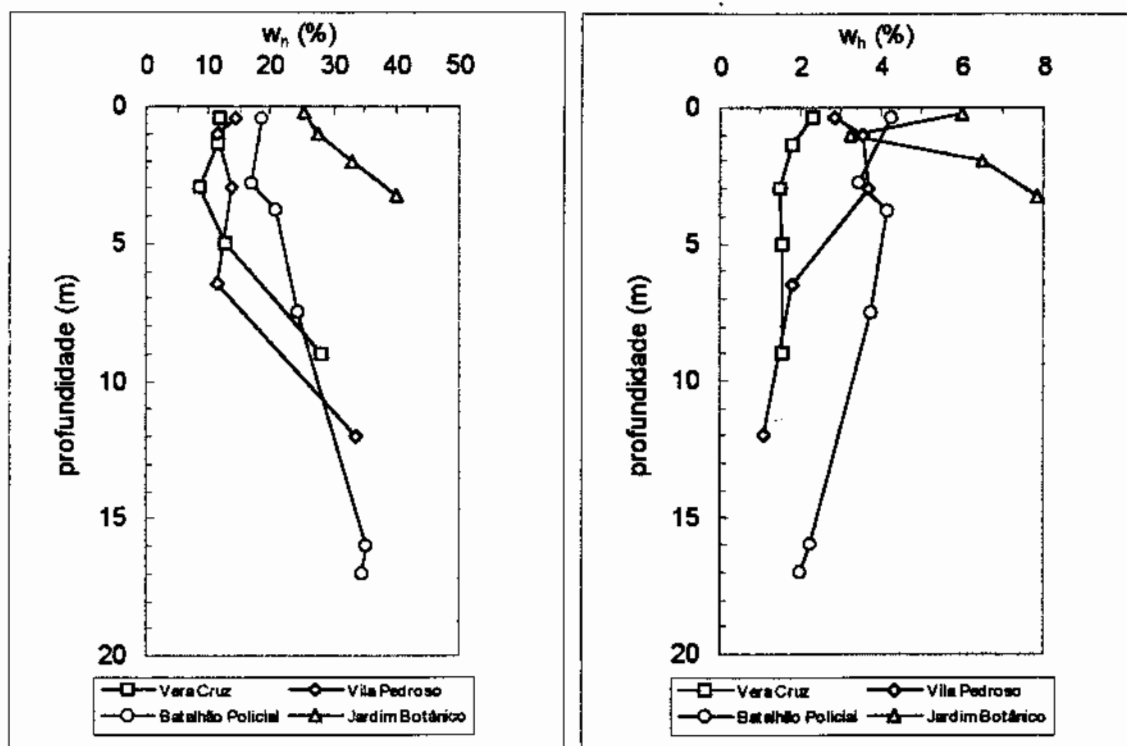 wₙ (%)
0 10 20 30 40 50
0
5
10
15
20
profundidade (m)
Vera Cruz
Vila Pedroso
Batalhão Policial
Jardim Botânico
wₕ (%)
0 2 4 6 8
0
5
10
15
20
profundidade (m)
Vera Cruz
Vila Pedroso
Batalhão Policial
Jardim Botânico